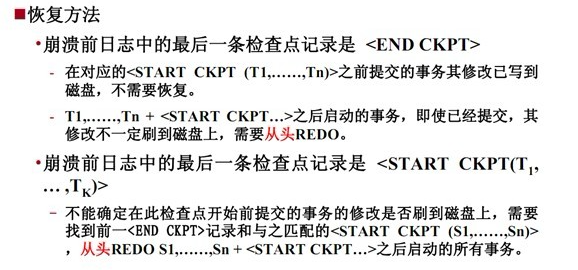 ■恢复方法
•崩溃前日志中的最后一条检查点记录是 <END CKPT>
- 在对应的<START CKPT (T1,……,Tn)>之前提交的事务其修改已写到
磁盘，不需要恢复。
- T1,……,Tn + <START CKPT…>之后启动的事务，即使已经提交，其
修改不一定刷到磁盘上，需要从头REDO。
•崩溃前日志中的最后一条检查点记录是 <START CKPT(T₁,
… ,Tₖ)>
– 不能确定在此检查点开始前提交的事务的修改是否刷到磁盘上，需要
找到前一<END CKPT>记录和与之匹配的<START CKPT (S1,……,Sn)>
，从头REDO S1,……,Sn + <START CKPT…>之后启动的所有事务。